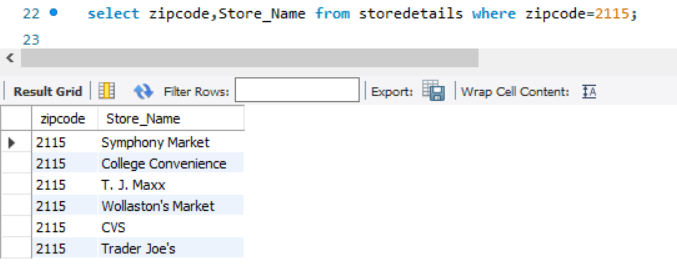 22 select zipcode,Store_Name from storedetails where zipcode=2115;
23
Result Grid Filter Rows: Export: Wrap Cell Content: IA
zipcode Store_Name
2115 Symphony Market
2115 College Convenience
2115 T. J. Maxx
2115 Wollaston's Market
2115 CVS
2115 Trader Joe's